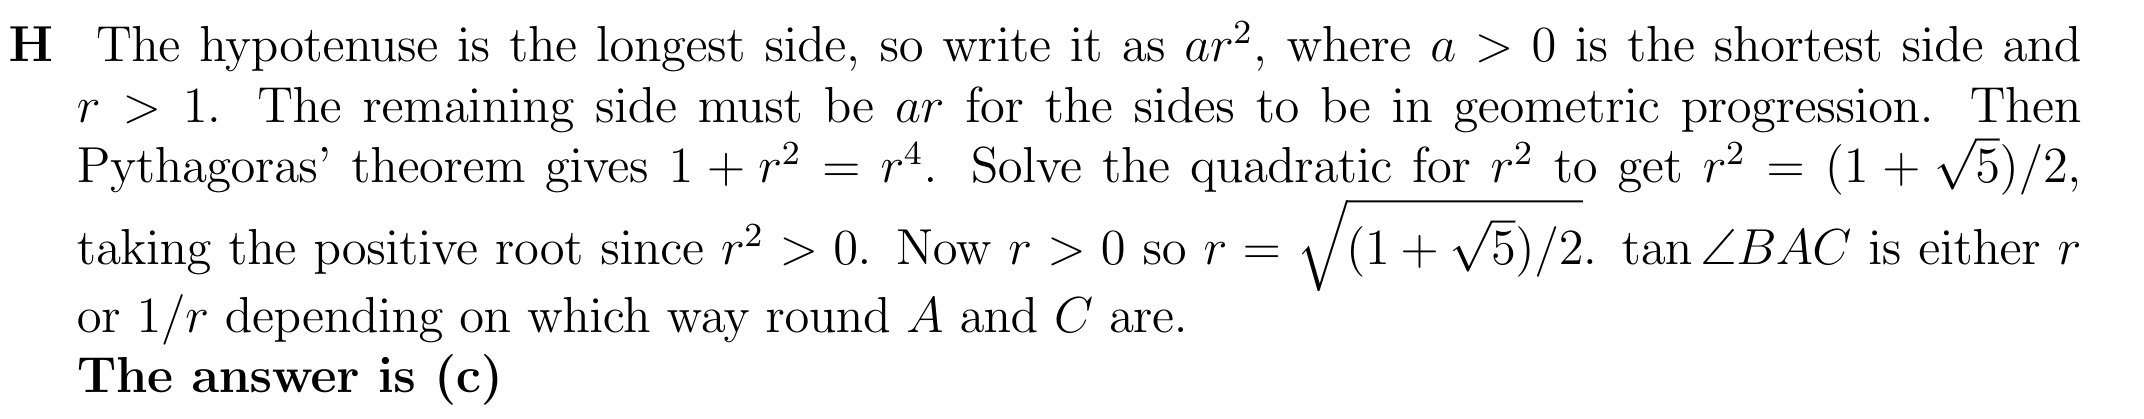 H The hypotenuse is the longest side, so write it as ar², where a > 0 is the shortest side and
r > 1. The remaining side must be ar for the sides to be in geometric progression. Then
Pythagoras’ theorem gives 1 + r² = r⁴. Solve the quadratic for r² to get r² = (1 + √5)/2,
taking the positive root since r² > 0. Now r > 0 so r = √((1 + √5)/2). tan ∠BAC is either r
or 1/r depending on which way round A and C are.
The answer is (c)